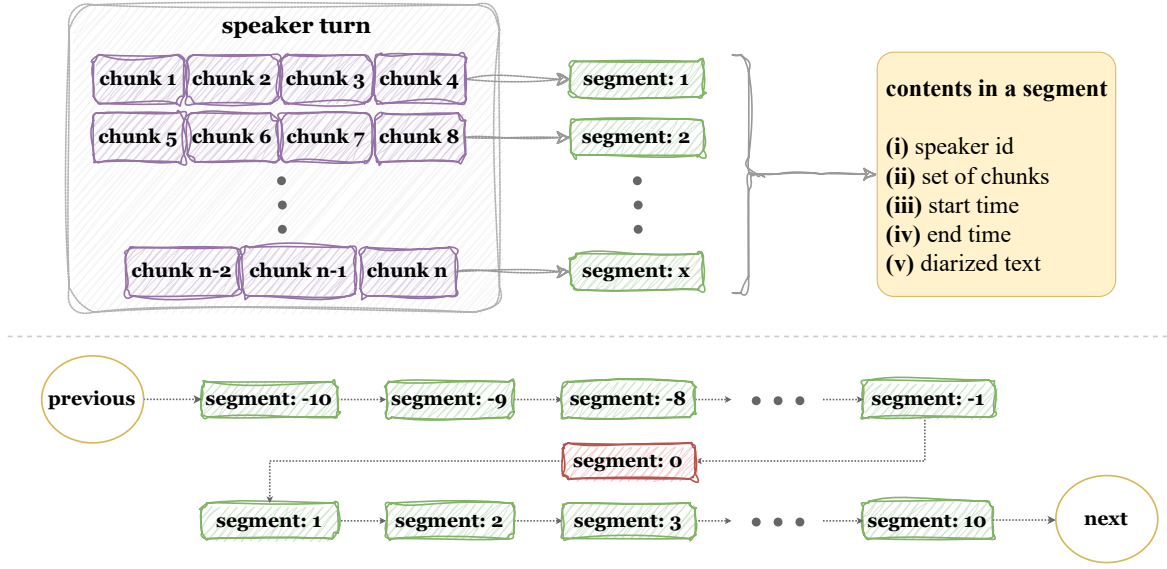 speaker turn
chunk 1 chunk 2 chunk 3 chunk 4 segment: 1
chunk 5 chunk 6 chunk 7 chunk 8 segment: 2
chunk n-2 chunk n-1 chunk n segment: x
contents in a segment
(i) speaker id
(ii) set of chunks
(iii) start time
(iv) end time
(v) diarized text
previous segment: -10 segment: -9 segment: -8 segment: -1
segment: 0
segment: 1 segment: 2 segment: 3 segment: 10 next